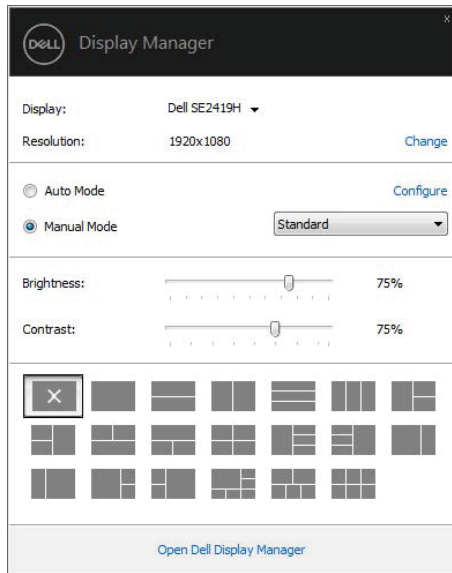 x
DELL Display Manager
Display: Dell SE2419H
Resolution: 1920x1080 Change
Auto Mode Configure
Manual Mode Standard
Brightness: 75%
Contrast: 75%
Open Dell Display Manager